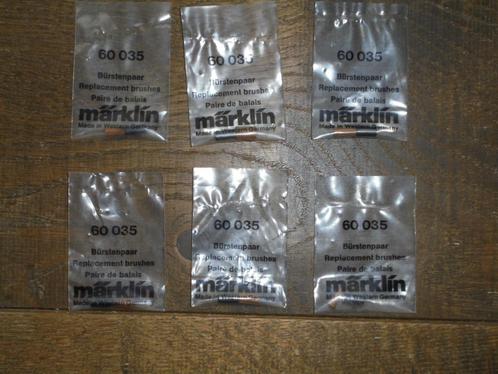 60 035
Bürstenpaar
Replacement brushes
Paire de balais
märklin
Made in Western Germany
60 035
Bürstenpaar
Replacement brushes
Paire de balais
märklin
Made in Western Germany
60 035
Bürstenpaar
Replacement brushes
Paire de balais
märklin
Made in Western Germany
60 035
Bürstenpaar
Replacement brushes
Paire de balais
märklin
Made in Western Germany
60 035
Bürstenpaar
Replacement brushes
Paire de balais
märklin
Made in Western Germany
60 035
Bürstenpaar
Replacement brushes
Paire de balais
märklin
Western Germany